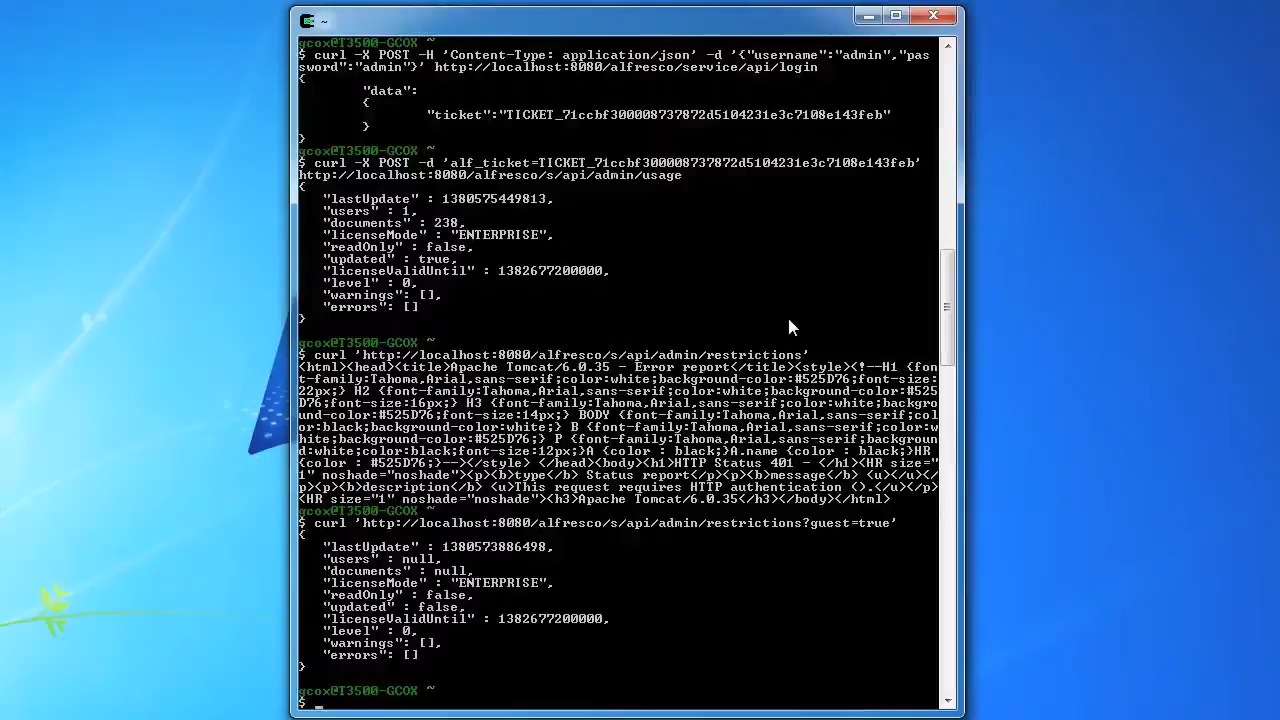 ~
gcox@T3500-GCOX ~
$ curl -X POST -H 'Content-Type: application/json' -d '{"username":"admin","pas
sword":"admin"}' http://localhost:8080/alfresco/service/api/login
{
"data":
{
"ticket":"TICKET_71ccbf300008737872d5104231e3c7108e143feb"
}
}
gcox@T3500-GCOX ~
$ curl -X POST -d 'alf_ticket=TICKET_71ccbf300008737872d5104231e3c7108e143feb'
http://localhost:8080/alfresco/s/api/admin/usage
{
"lastUpdate" : 1380575449813,
"users" : 1,
"documents" : 238,
"licenseMode" : "ENTERPRISE",
"readOnly" : false,
"updated" : true,
"licenseValidUntil" : 1382677200000,
"level" : 0,
"warnings": [],
"errors": []
}
gcox@T3500-GCOX ~
$ curl 'http://localhost:8080/alfresco/s/api/admin/restrictions'
<html><head><title>Apache Tomcat/6.0.35 - Error report</title><style><!--H1 {fon
t-family:Tahoma,Arial,sans-serif;color:white;background-color:#525D76;font-size:
22px;} H2 {font-family:Tahoma,Arial,sans-serif;color:white;background-color:#525
D76;font-size:16px;} H3 {font-family:Tahoma,Arial,sans-serif;color:white;backgro
und-color:#525D76;font-size:14px;} BODY {font-family:Tahoma,Arial,sans-serif;col
or:black;background-color:white;} B {font-family:Tahoma,Arial,sans-serif;color:w
hite;background-color:#525D76;} P {font-family:Tahoma,Arial,sans-serif;backgroun
d:white;color:black;font-size:12px;}A {color : black;}A.name {color : black;}HR
{color : #525D76;}--></style> </head><body><h1>HTTP Status 401 - </h1><HR size="
1" noshade="noshade"><p><b>type</b> Status report</p><p><b>message</b> <u></u></
p><p><b>description</b> <u>This request requires HTTP authentication ().</u></p>
<HR size="1" noshade="noshade"><h3>Apache Tomcat/6.0.35</h3></body></html>
gcox@T3500-GCOX ~
$ curl 'http://localhost:8080/alfresco/s/api/admin/restrictions?guest=true'
{
"lastUpdate" : 1380573886498,
"users" : null,
"documents" : null,
"licenseMode" : "ENTERPRISE",
"readOnly" : false,
"updated" : false,
"licenseValidUntil" : 1382677200000,
"level" : 0,
"warnings": [],
"errors": []
}
gcox@T3500-GCOX ~
$